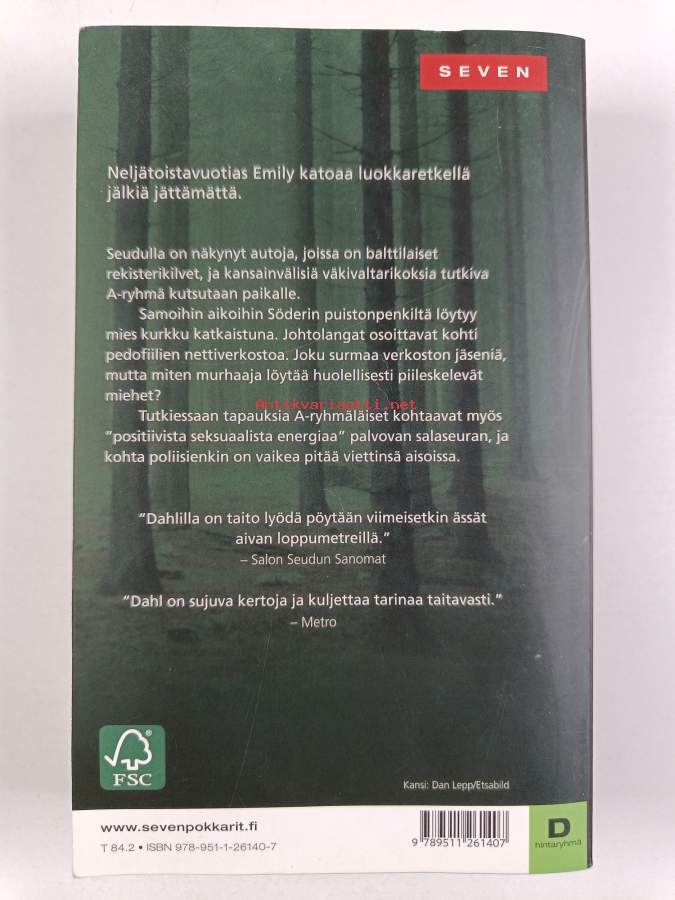 SEVEN
Neljätoistavuotias Emily katoaa luokkaretkellä
jälkiä jättämättä.
Seudulla on näkynyt autoja, joissa on balttilaiset
rekisterikilvet, ja kansainvälisiä väkivaltarikoksia tutkiva
A-ryhmä kutsutaan paikalle.
Samoihin aikoihin Söderin puistonpenkiltä löytyy
mies kurkku katkaistuna. Johtolangat osoittavat kohti
pedofiilien nettiverkostoa. Joku surmaa verkoston jäseniä,
mutta miten murhaaja löytää huolellisesti piileskelevät
miehet?
Antikvariaatti.net
Tutkiessaan tapauksia A-ryhmäläiset kohtaavat myös
”positiivista seksuaalista energiaa” palvovan salaseuran, ja
kohta poliisienkin on vaikea pitää viettinsä aisoissa.
”Dahlilla on taito lyödä pöytään viimeisetkin ässät
aivan loppumetreillä.”
– Salon Seudun Sanomat
”Dahl on sujuva kertoja ja kuljettaa tarinaa taitavasti.”
– Metro
FSC
Kansi: Dan Lepp/Etsabild
www.sevenpokkarit.fi
T 84.2 • ISBN 978-951-1-26140-7
9 789511 261407
D
hintaryhmä